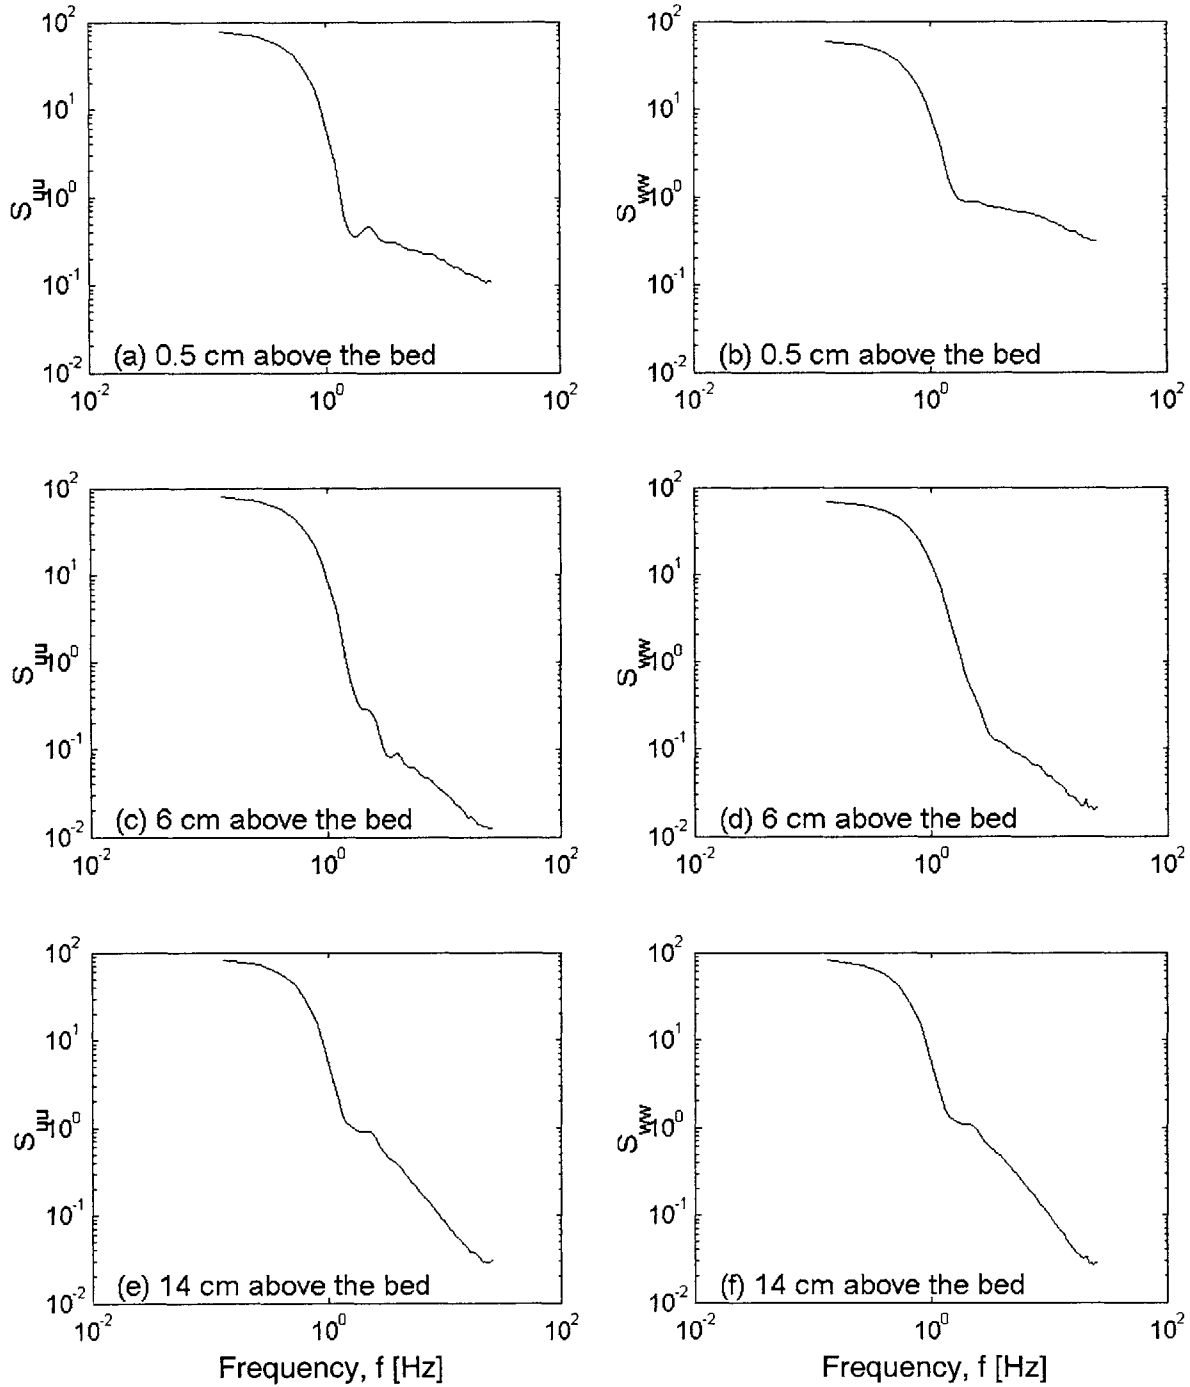 10^2
10^2
10^1
10^1
S_uu
10^0
S_ww
10^0
10^-1
10^-1
(a) 0.5 cm above the bed
(b) 0.5 cm above the bed
10^-2
10^-2
10^-2 10^0 10^2
10^-2 10^0 10^2
10^2
10^2
10^1
10^1
S_uu
10^0
S_ww
10^0
10^-1
10^-1
(c) 6 cm above the bed
(d) 6 cm above the bed
10^-2
10^-2
10^-2 10^0 10^2
10^-2 10^0 10^2
10^2
10^2
10^1
10^1
S_uu
10^0
S_ww
10^0
10^-1
10^-1
(e) 14 cm above the bed
(f) 14 cm above the bed
10^-2
10^-2
10^-2 10^0 10^2
10^-2 10^0 10^2
Frequency, f [Hz]
Frequency, f [Hz]